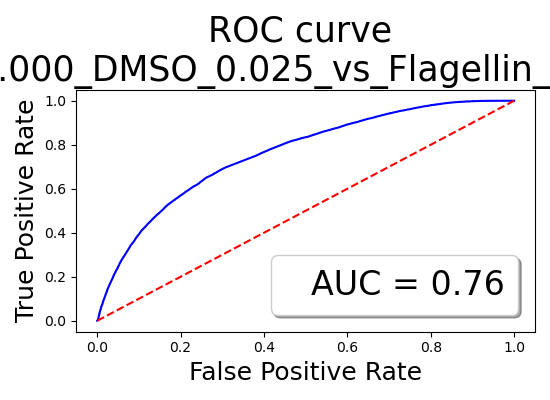 ROC curve
.000_DMSO_0.025_vs_Flagellin_
True Positive Rate
1.0
0.8
0.6
0.4
0.2
0.0
AUC = 0.76
0.0 0.2 0.4 0.6 0.8 1.0
False Positive Rate